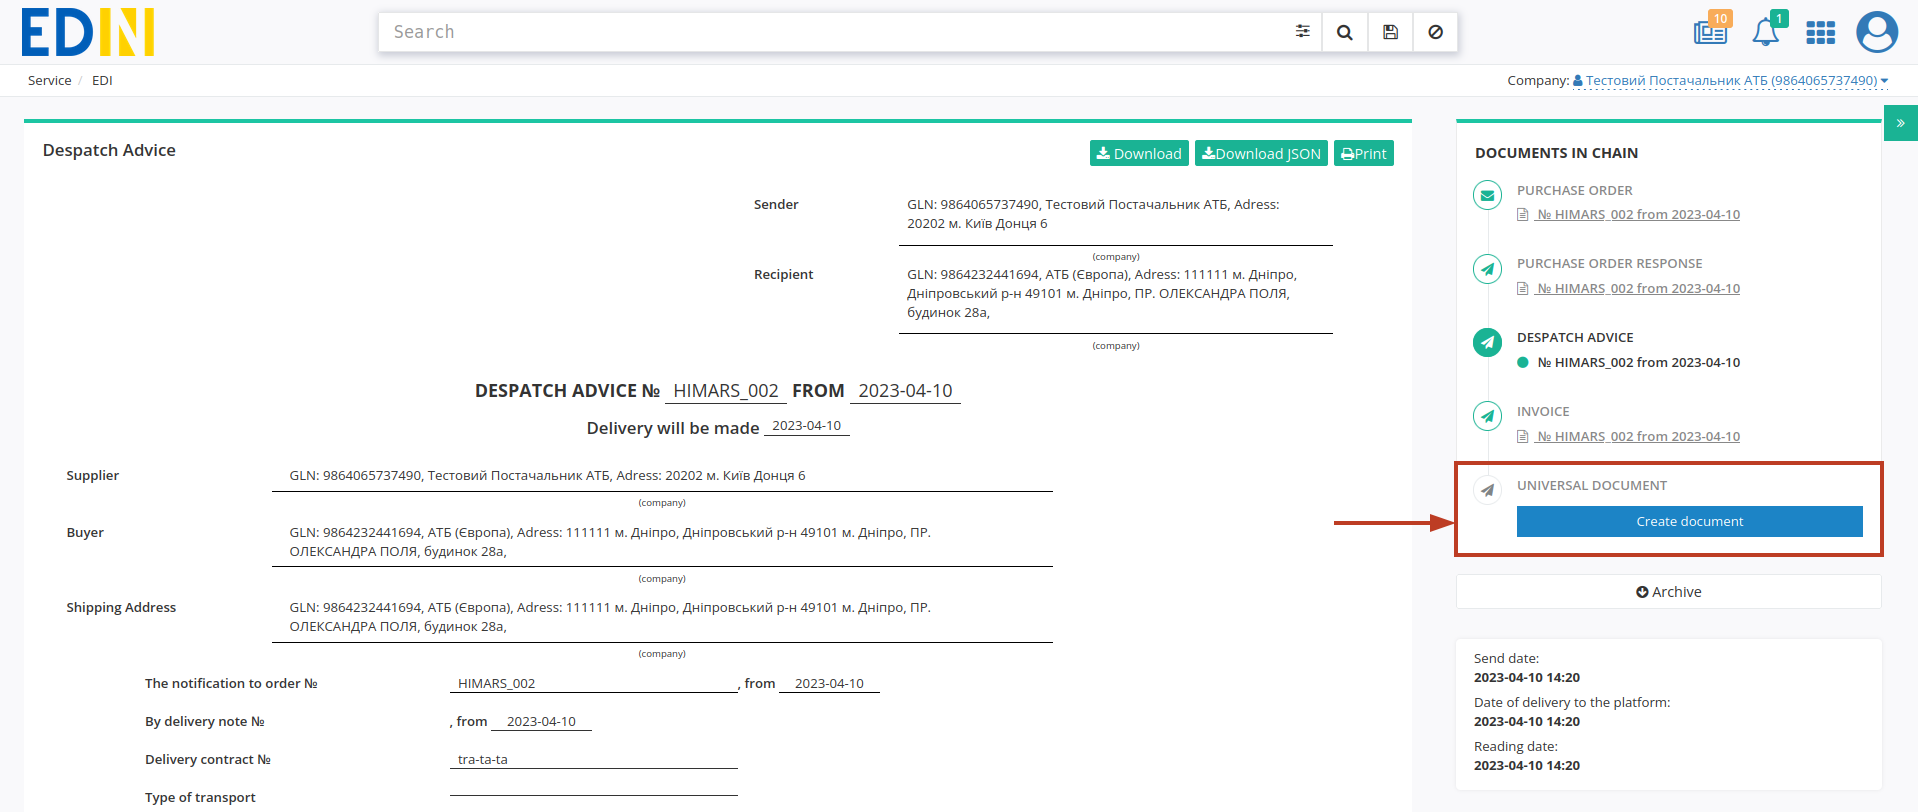 EDIN
Search
10
1
Service / EDI
Company: Тестовий Постачальник АТБ (9864065737490)
»
Despatch Advice
Download
Download JSON
Print
Sender
GLN: 9864065737490, Тестовий Постачальник АТБ, Adress:
20202 м. Київ Донця 6
(company)
Recipient
GLN: 9864232441694, АТБ (Європа), Adress: 111111 м. Дніпро,
Дніпровський р-н 49101 м. Дніпро, ПР. ОЛЕКСАНДРА ПОЛЯ,
будинок 28а,
(company)
DESPATCH ADVICE № HIMARS_002 FROM 2023-04-10
Delivery will be made 2023-04-10
Supplier
GLN: 9864065737490, Тестовий Постачальник АТБ, Adress: 20202 м. Київ Донця 6
(company)
Buyer
GLN: 9864232441694, АТБ (Європа), Adress: 111111 м. Дніпро, Дніпровський р-н 49101 м. Дніпро, ПР.
ОЛЕКСАНДРА ПОЛЯ, будинок 28а,
(company)
Shipping Address
GLN: 9864232441694, АТБ (Європа), Adress: 111111 м. Дніпро, Дніпровський р-н 49101 м. Дніпро, ПР.
ОЛЕКСАНДРА ПОЛЯ, будинок 28а,
(company)
The notification to order № HIMARS_002 , from 2023-04-10
By delivery note № , from 2023-04-10
Delivery contract № tra-ta-ta
Type of transport
DOCUMENTS IN CHAIN
PURCHASE ORDER
№ HIMARS_002 from 2023-04-10
PURCHASE ORDER RESPONSE
№ HIMARS_002 from 2023-04-10
DESPATCH ADVICE
№ HIMARS_002 from 2023-04-10
INVOICE
№ HIMARS_002 from 2023-04-10
UNIVERSAL DOCUMENT
Create document
Archive
Send date:
2023-04-10 14:20
Date of delivery to the platform:
2023-04-10 14:20
Reading date:
2023-04-10 14:20